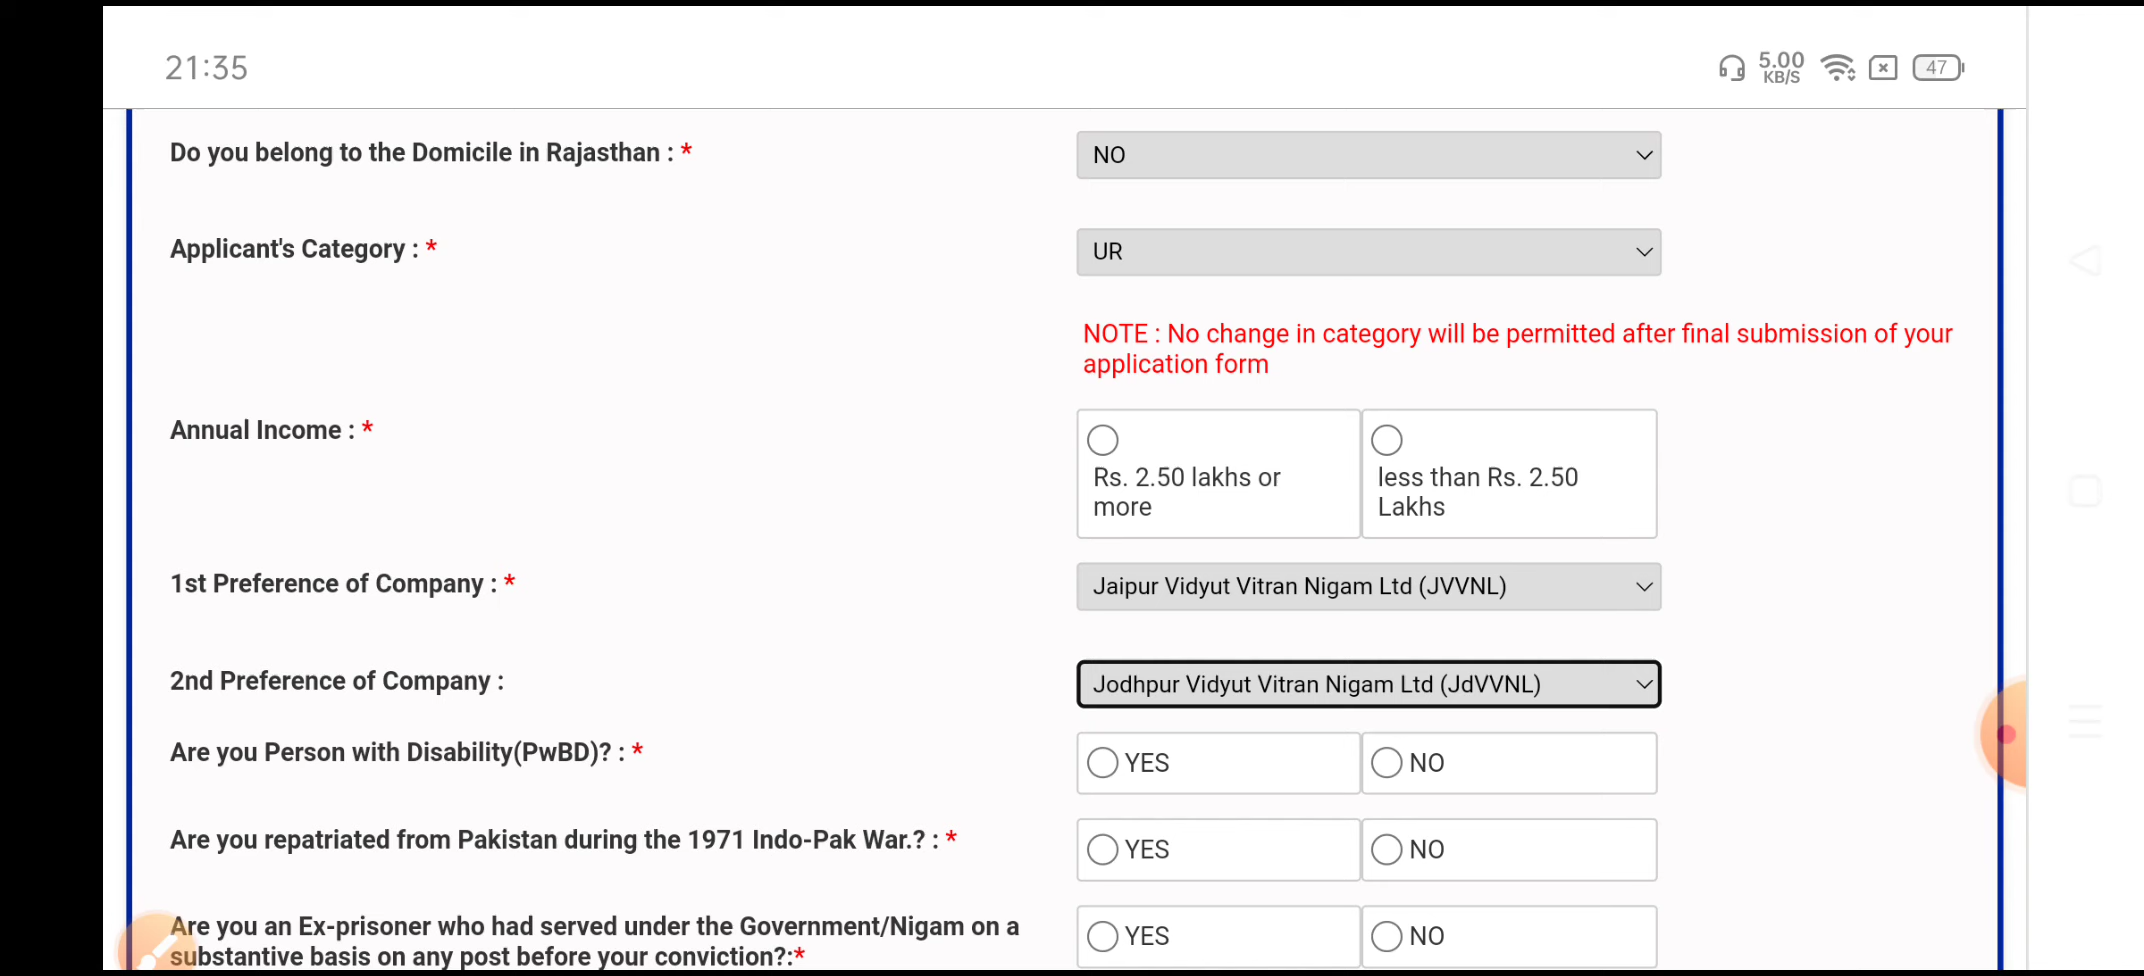 21:35
5.00
KB/S
47
Do you belong to the Domicile in Rajasthan : *
NO
Applicant's Category : *
UR
NOTE : No change in category will be permitted after final submission of your
application form
Annual Income : *
Rs. 2.50 lakhs or
more
less than Rs. 2.50
Lakhs
1st Preference of Company : *
Jaipur Vidyut Vitran Nigam Ltd (JVVNL)
2nd Preference of Company :
Jodhpur Vidyut Vitran Nigam Ltd (JdVVNL)
Are you Person with Disability(PwBD)? : *
YES
NO
Are you repatriated from Pakistan during the 1971 Indo-Pak War.? : *
YES
NO
Are you an Ex-prisoner who had served under the Government/Nigam on a
substantive basis on any post before your conviction?:*
YES
NO